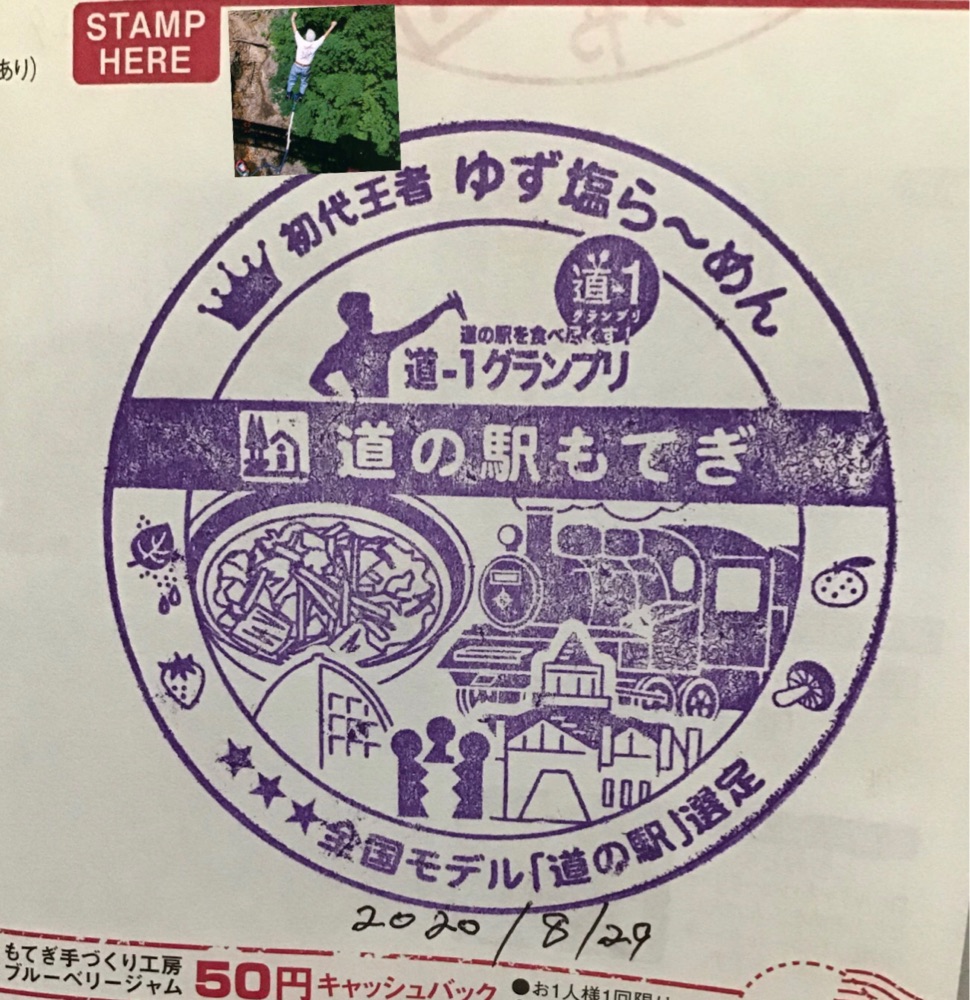 STAMP
HERE
あり)
初代王者 ゆず塩ら〜めん
道-1
グランプリ
道の駅を食べ
道-1グランプリ
道の駅もてぎ
★★★全国モデル「道の駅」選定
2020/8/29
もてぎ手づくり工房
ブルーベリージャム
50円キャッシュバック
●お1人様1回限り